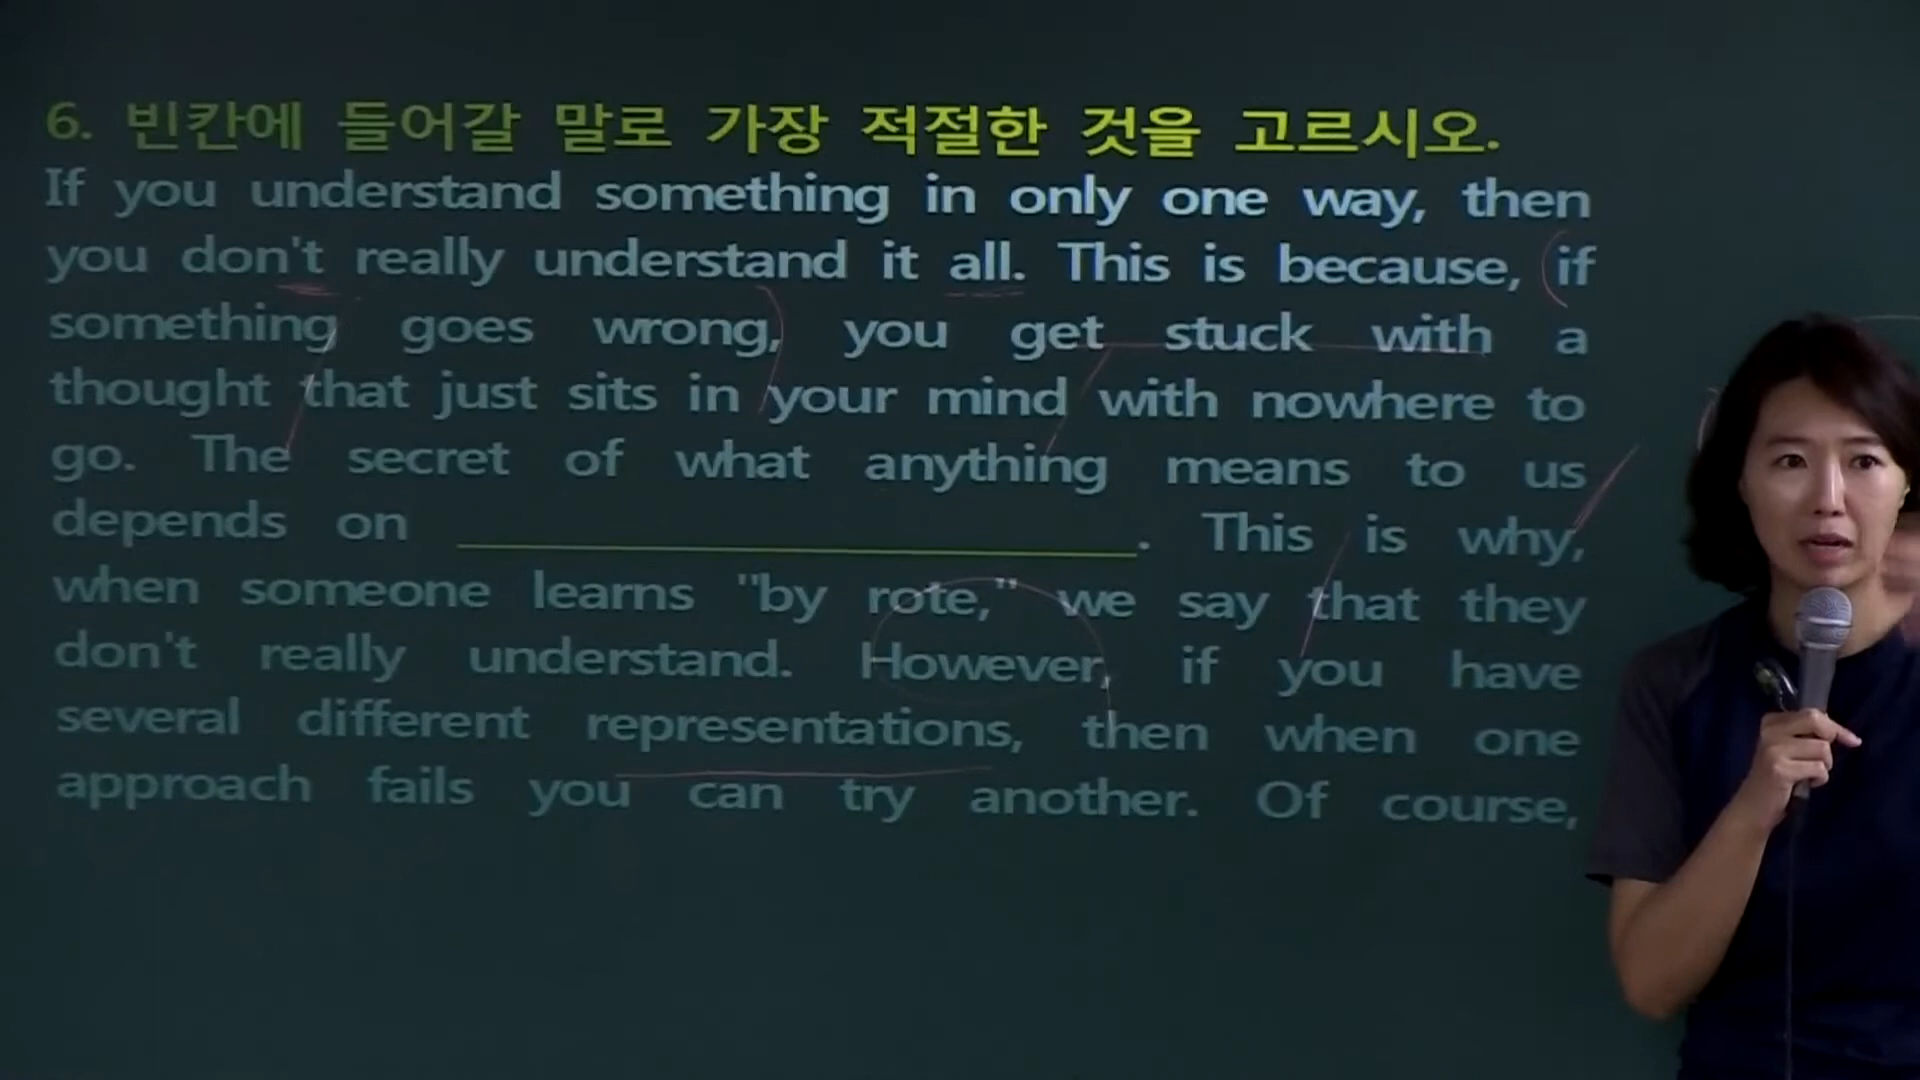 6. 빈칸에 들어갈 말로 가장 적절한 것을 고르시오.
If you understand something in only one way, then
you don't really understand it all. This is because, if
something goes wrong, you get stuck with a
thought that just sits in your mind with nowhere to
go. The secret of what anything means to us
depends on ____________________. This is why,
when someone learns "by rote," we say that they
don't really understand. However, if you have
several different representations, then when one
approach fails you can try another. Of course,